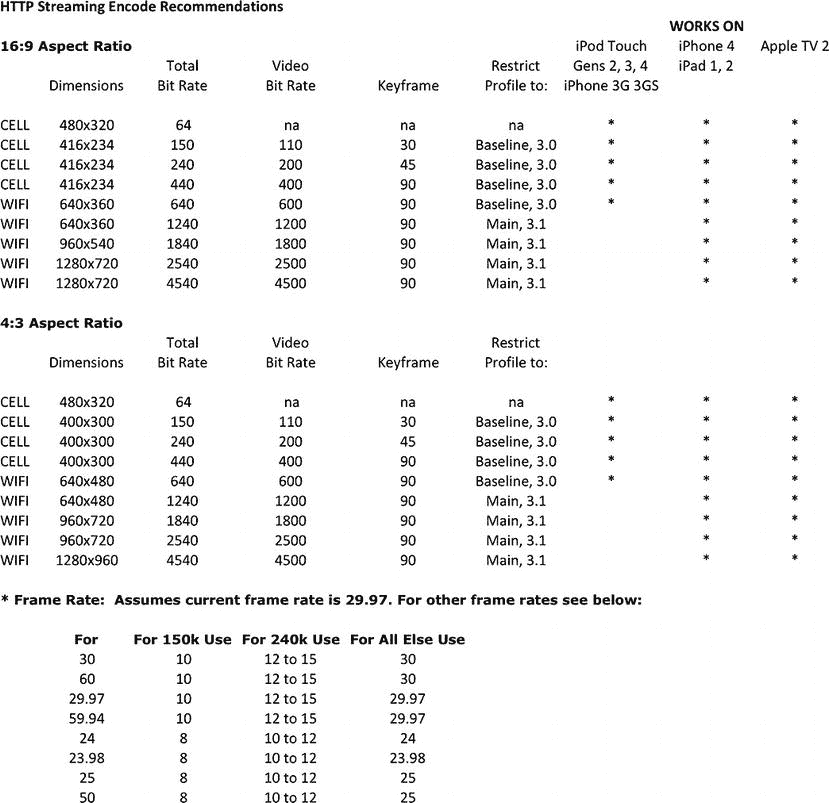 HTTP Streaming Encode Recommendations
WORKS ON
16:9 Aspect Ratio iPod Touch iPhone 4 Apple TV 2
Total Video Restrict Gens 2, 3, 4 iPad 1, 2
Dimensions Bit Rate Bit Rate Keyframe Profile to: iPhone 3G 3GS
CELL 480x320 64 na na na * * *
CELL 416x234 150 110 30 Baseline, 3.0 * * *
CELL 416x234 240 200 45 Baseline, 3.0 * * *
CELL 416x234 440 400 90 Baseline, 3.0 * * *
WIFI 640x360 640 600 90 Baseline, 3.0 * * *
WIFI 640x360 1240 1200 90 Main, 3.1 * *
WIFI 960x540 1840 1800 90 Main, 3.1 * *
WIFI 1280x720 2540 2500 90 Main, 3.1 * *
WIFI 1280x720 4540 4500 90 Main, 3.1 * *
4:3 Aspect Ratio
Total Video Restrict
Dimensions Bit Rate Bit Rate Keyframe Profile to:
CELL 480x320 64 na na na * * *
CELL 400x300 150 110 30 Baseline, 3.0 * * *
CELL 400x300 240 200 45 Baseline, 3.0 * * *
CELL 400x300 440 400 90 Baseline, 3.0 * * *
WIFI 640x480 640 600 90 Baseline, 3.0 * * *
WIFI 640x480 1240 1200 90 Main, 3.1 * *
WIFI 960x720 1840 1800 90 Main, 3.1 * *
WIFI 960x720 2540 2500 90 Main, 3.1 * *
WIFI 1280x960 4540 4500 90 Main, 3.1 * *
* Frame Rate: Assumes current frame rate is 29.97. For other frame rates see below:
For For 150k Use For 240k Use For All Else Use
30 10 12 to 15 30
60 10 12 to 15 30
29.97 10 12 to 15 29.97
59.94 10 12 to 15 29.97
24 8 10 to 12 24
23.98 8 10 to 12 23.98
25 8 10 to 12 25
50 8 10 to 12 25